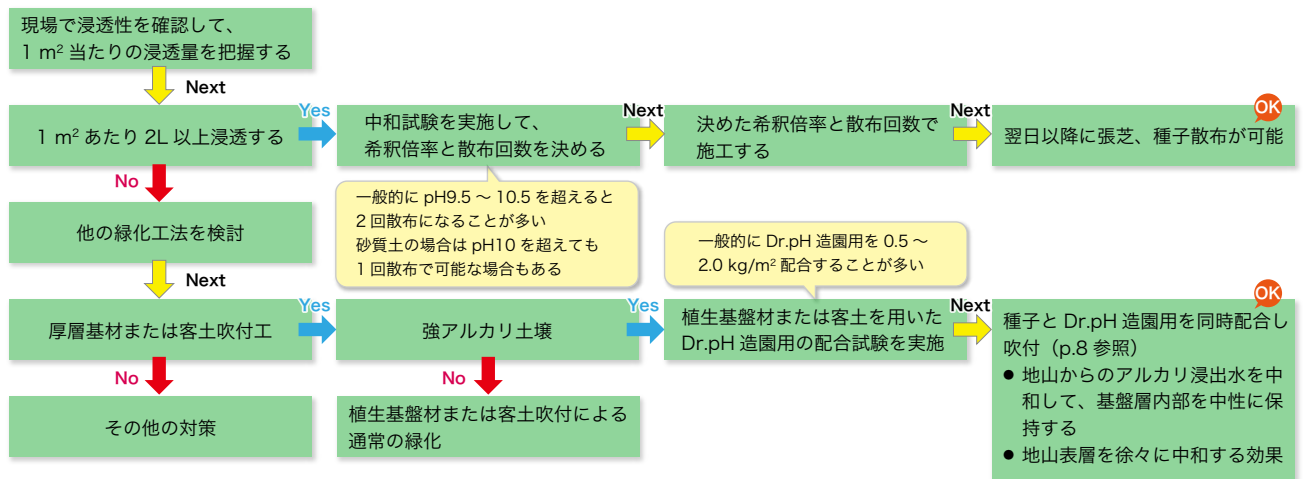 現場で浸透性を確認して、
1 m² 当たりの浸透量を把握する
Next
1 m² あたり 2L 以上浸透する
Yes
中和試験を実施して、
希釈倍率と散布回数を決める
Next
決めた希釈倍率と散布回数で
施工する
Next
OK
翌日以降に張芝、種子散布が可能
No
一般的に pH9.5 ～ 10.5 を超えると
2 回散布になることが多い
砂質土の場合は pH10 を超えても
1 回散布で可能な場合もある
他の緑化工法を検討
一般的に Dr.pH 造園用を 0.5 ～
2.0 kg/m² 配合することが多い
Next
厚層基材または客土吹付工
Yes
強アルカリ土壌
Yes
植生基盤材または客土を用いた
Dr.pH 造園用の配合試験を実施
Next
OK
種子と Dr.pH 造園用を同時配合し
吹付（p.8 参照）
● 地山からのアルカリ浸出水を中
和して、基盤層内部を中性に保
持する
● 地山表層を徐々に中和する効果
No
その他の対策
No
植生基盤材または客土吹付による
通常の緑化